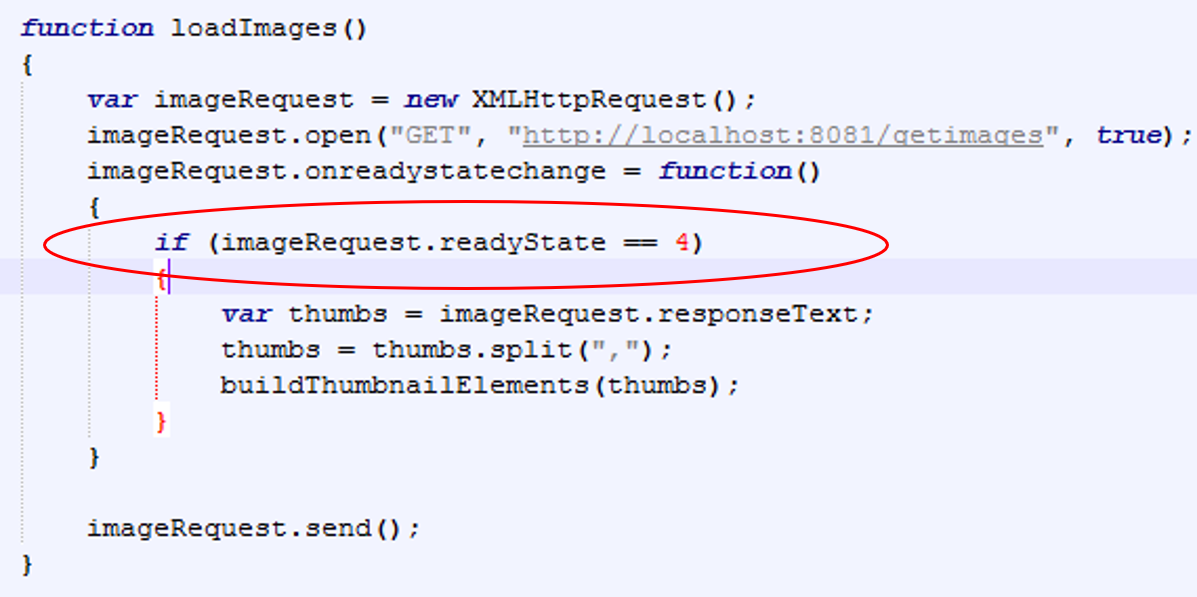 function loadImages()
{
var imageRequest = new XMLHttpRequest();
imageRequest.open("GET", "http://localhost:8081/getimages", true);
imageRequest.onreadystatechange = function()
{
if (imageRequest.readyState == 4)
{
var thumbs = imageRequest.responseText;
thumbs = thumbs.split(",");
buildThumbnailElements(thumbs);
}
}
imageRequest.send();
}